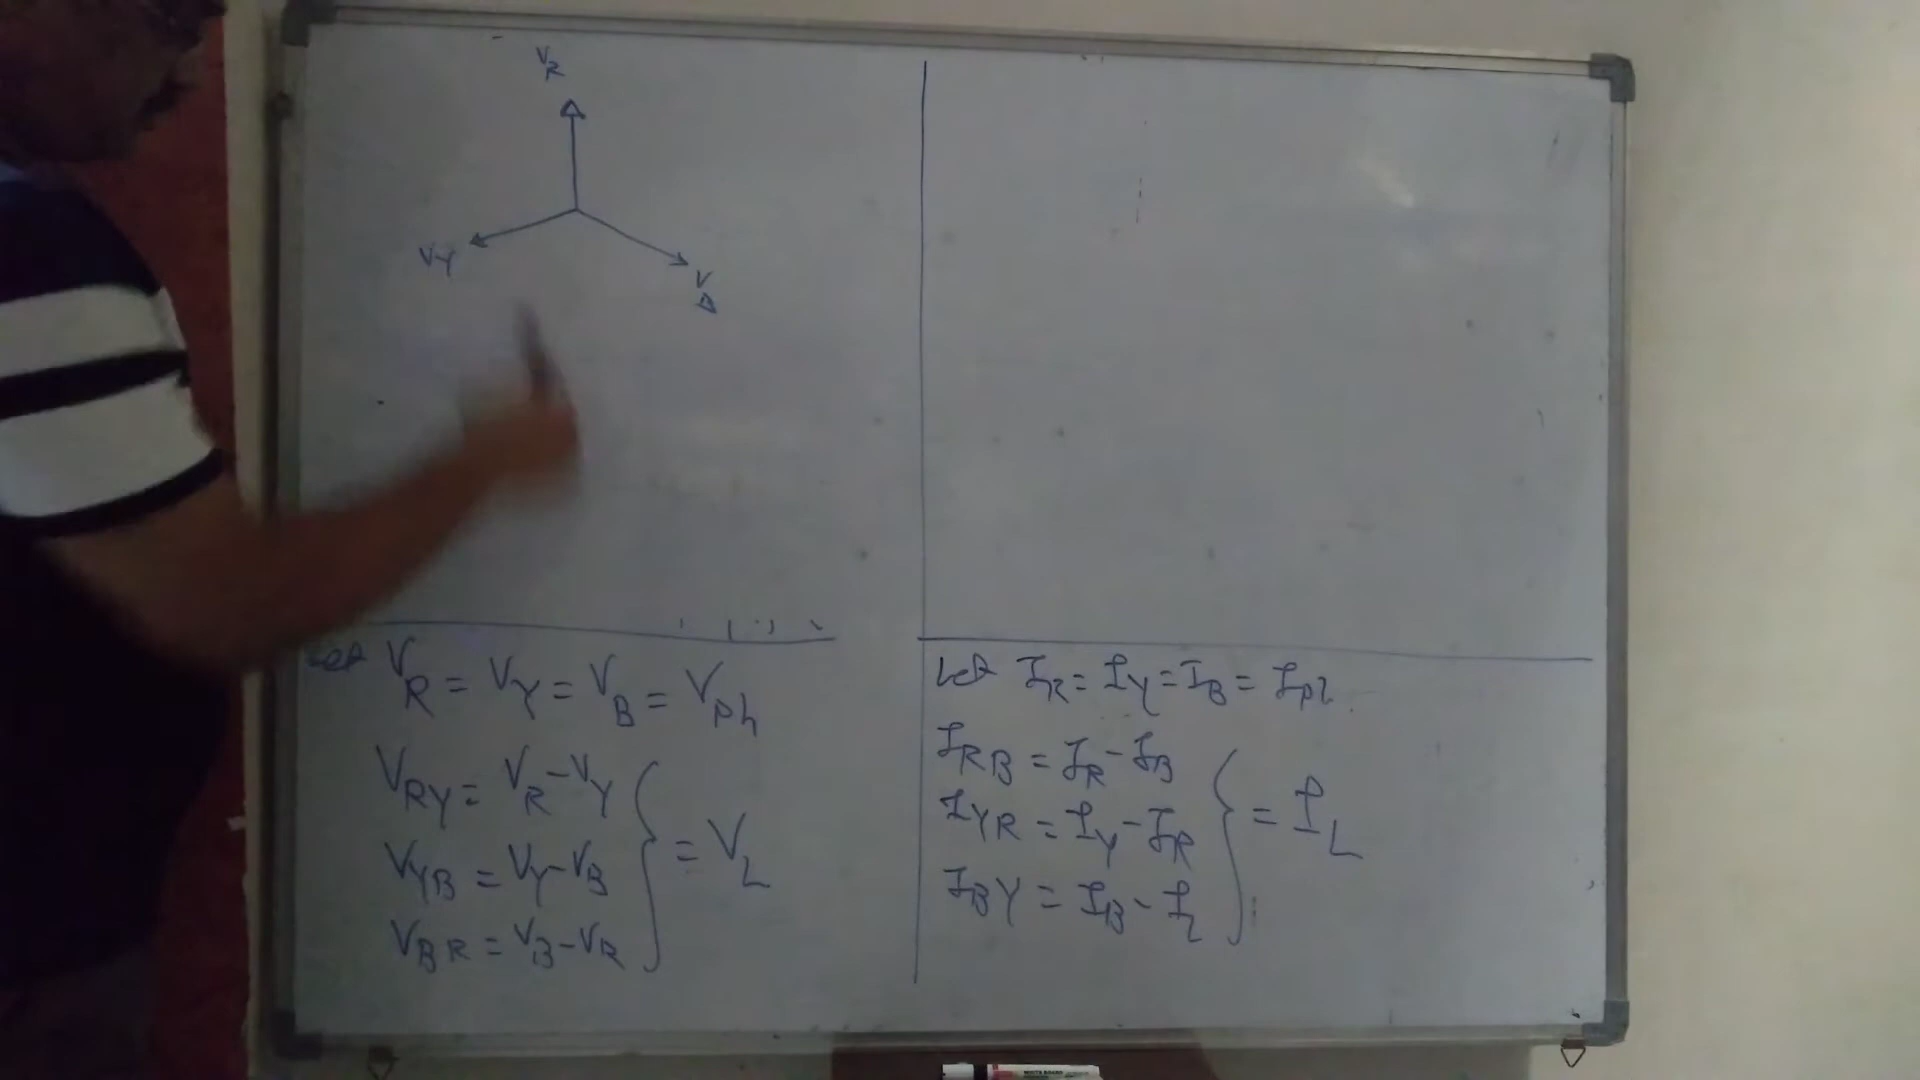 V_R
V_Y
V_B
Let V_R = V_Y = V_B = V_ph
V_RY = V_R - V_Y
V_YB = V_Y - V_B
V_BR = V_B - V_R
} = V_L
Let I_R = I_Y = I_B = I_ph
I_RB = I_R - I_B
I_YR = I_Y - I_R
I_BY = I_B - I_Y
} = I_L